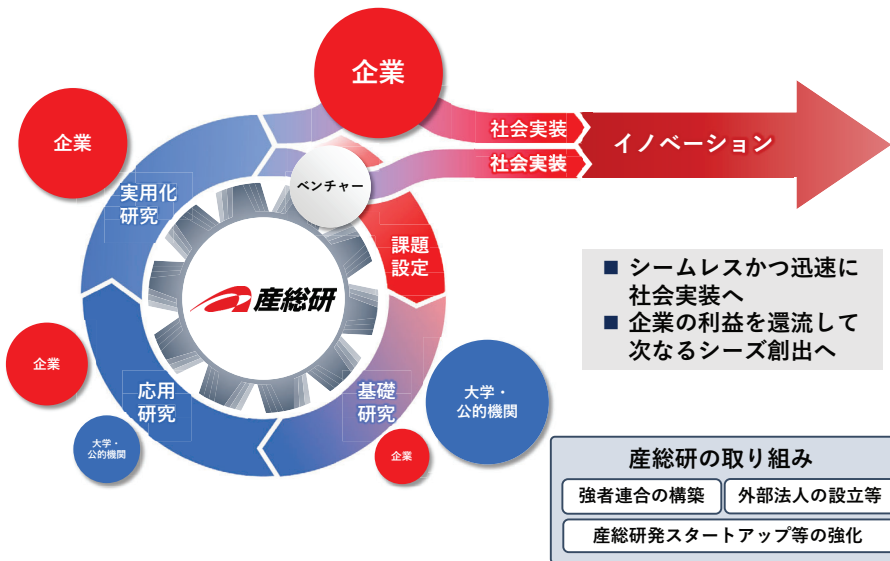 企業
企業
社会実装
社会実装
イノベーション
ベンチャー
実用化
研究
課題
設定
産総研
シームレスかつ迅速に
社会実装へ
企業の利益を還流して
次なるシーズ創出へ
企業
応用
研究
基礎
研究
大学・
公的機関
大学・
公的機関
企業
産総研の取り組み
強者連合の構築
外部法人の設立等
産総研発スタートアップ等の強化